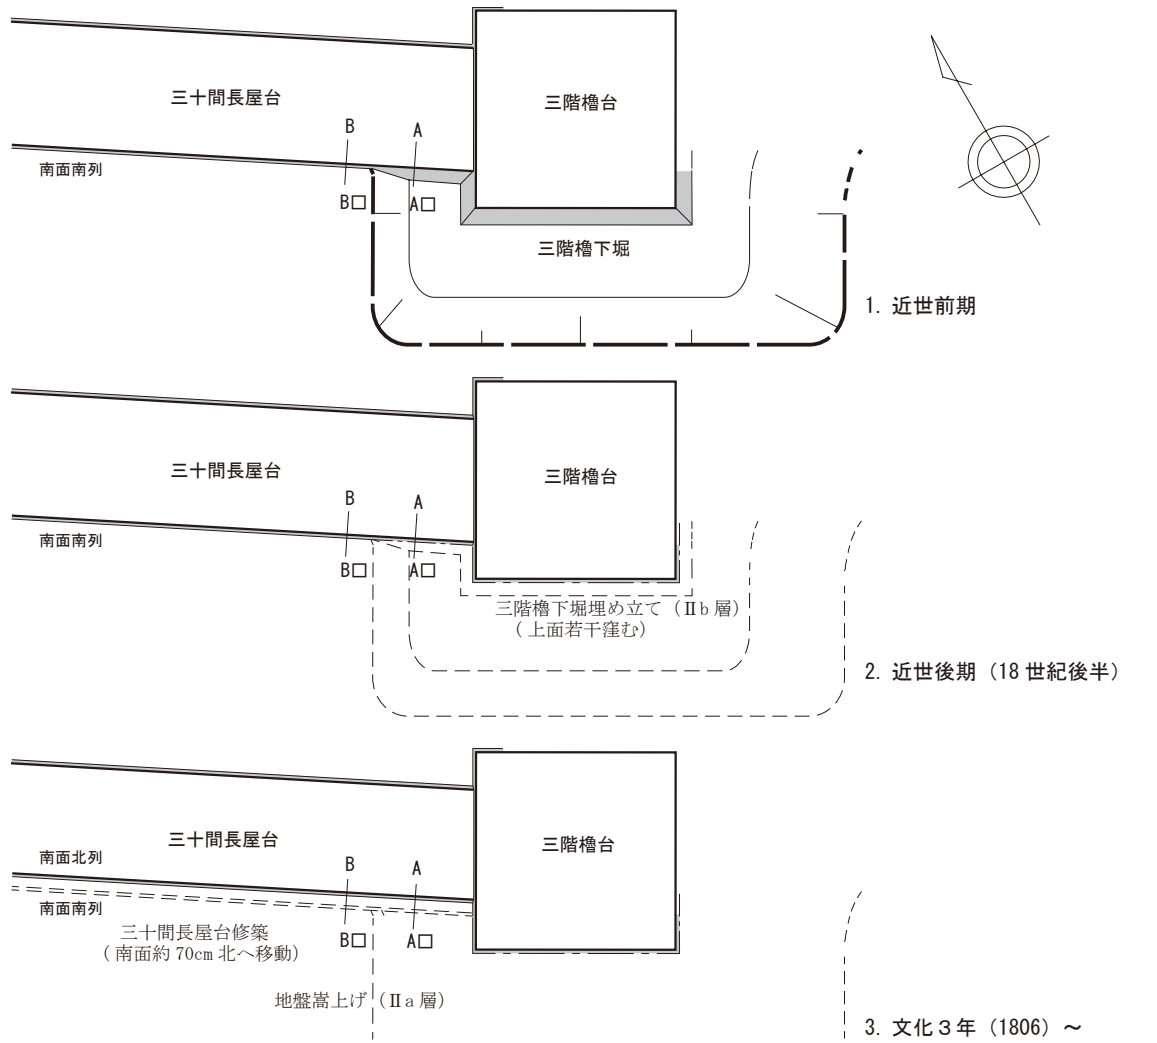 三十間長屋台
三階櫓台
B
A
南面南列
B□
A□
三階櫓下堀
1. 近世前期
三十間長屋台
三階櫓台
B
A
南面南列
B□
A□
三階櫓下堀埋め立て（Ⅱb層）
（上面若干窪む）
2. 近世後期（18世紀後半）
三十間長屋台
三階櫓台
南面北列
B
A
南面南列
三十間長屋台修築
（南面約70cm北へ移動）
B□
A□
地盤嵩上げ（Ⅱa層）
3. 文化３年（1806）～